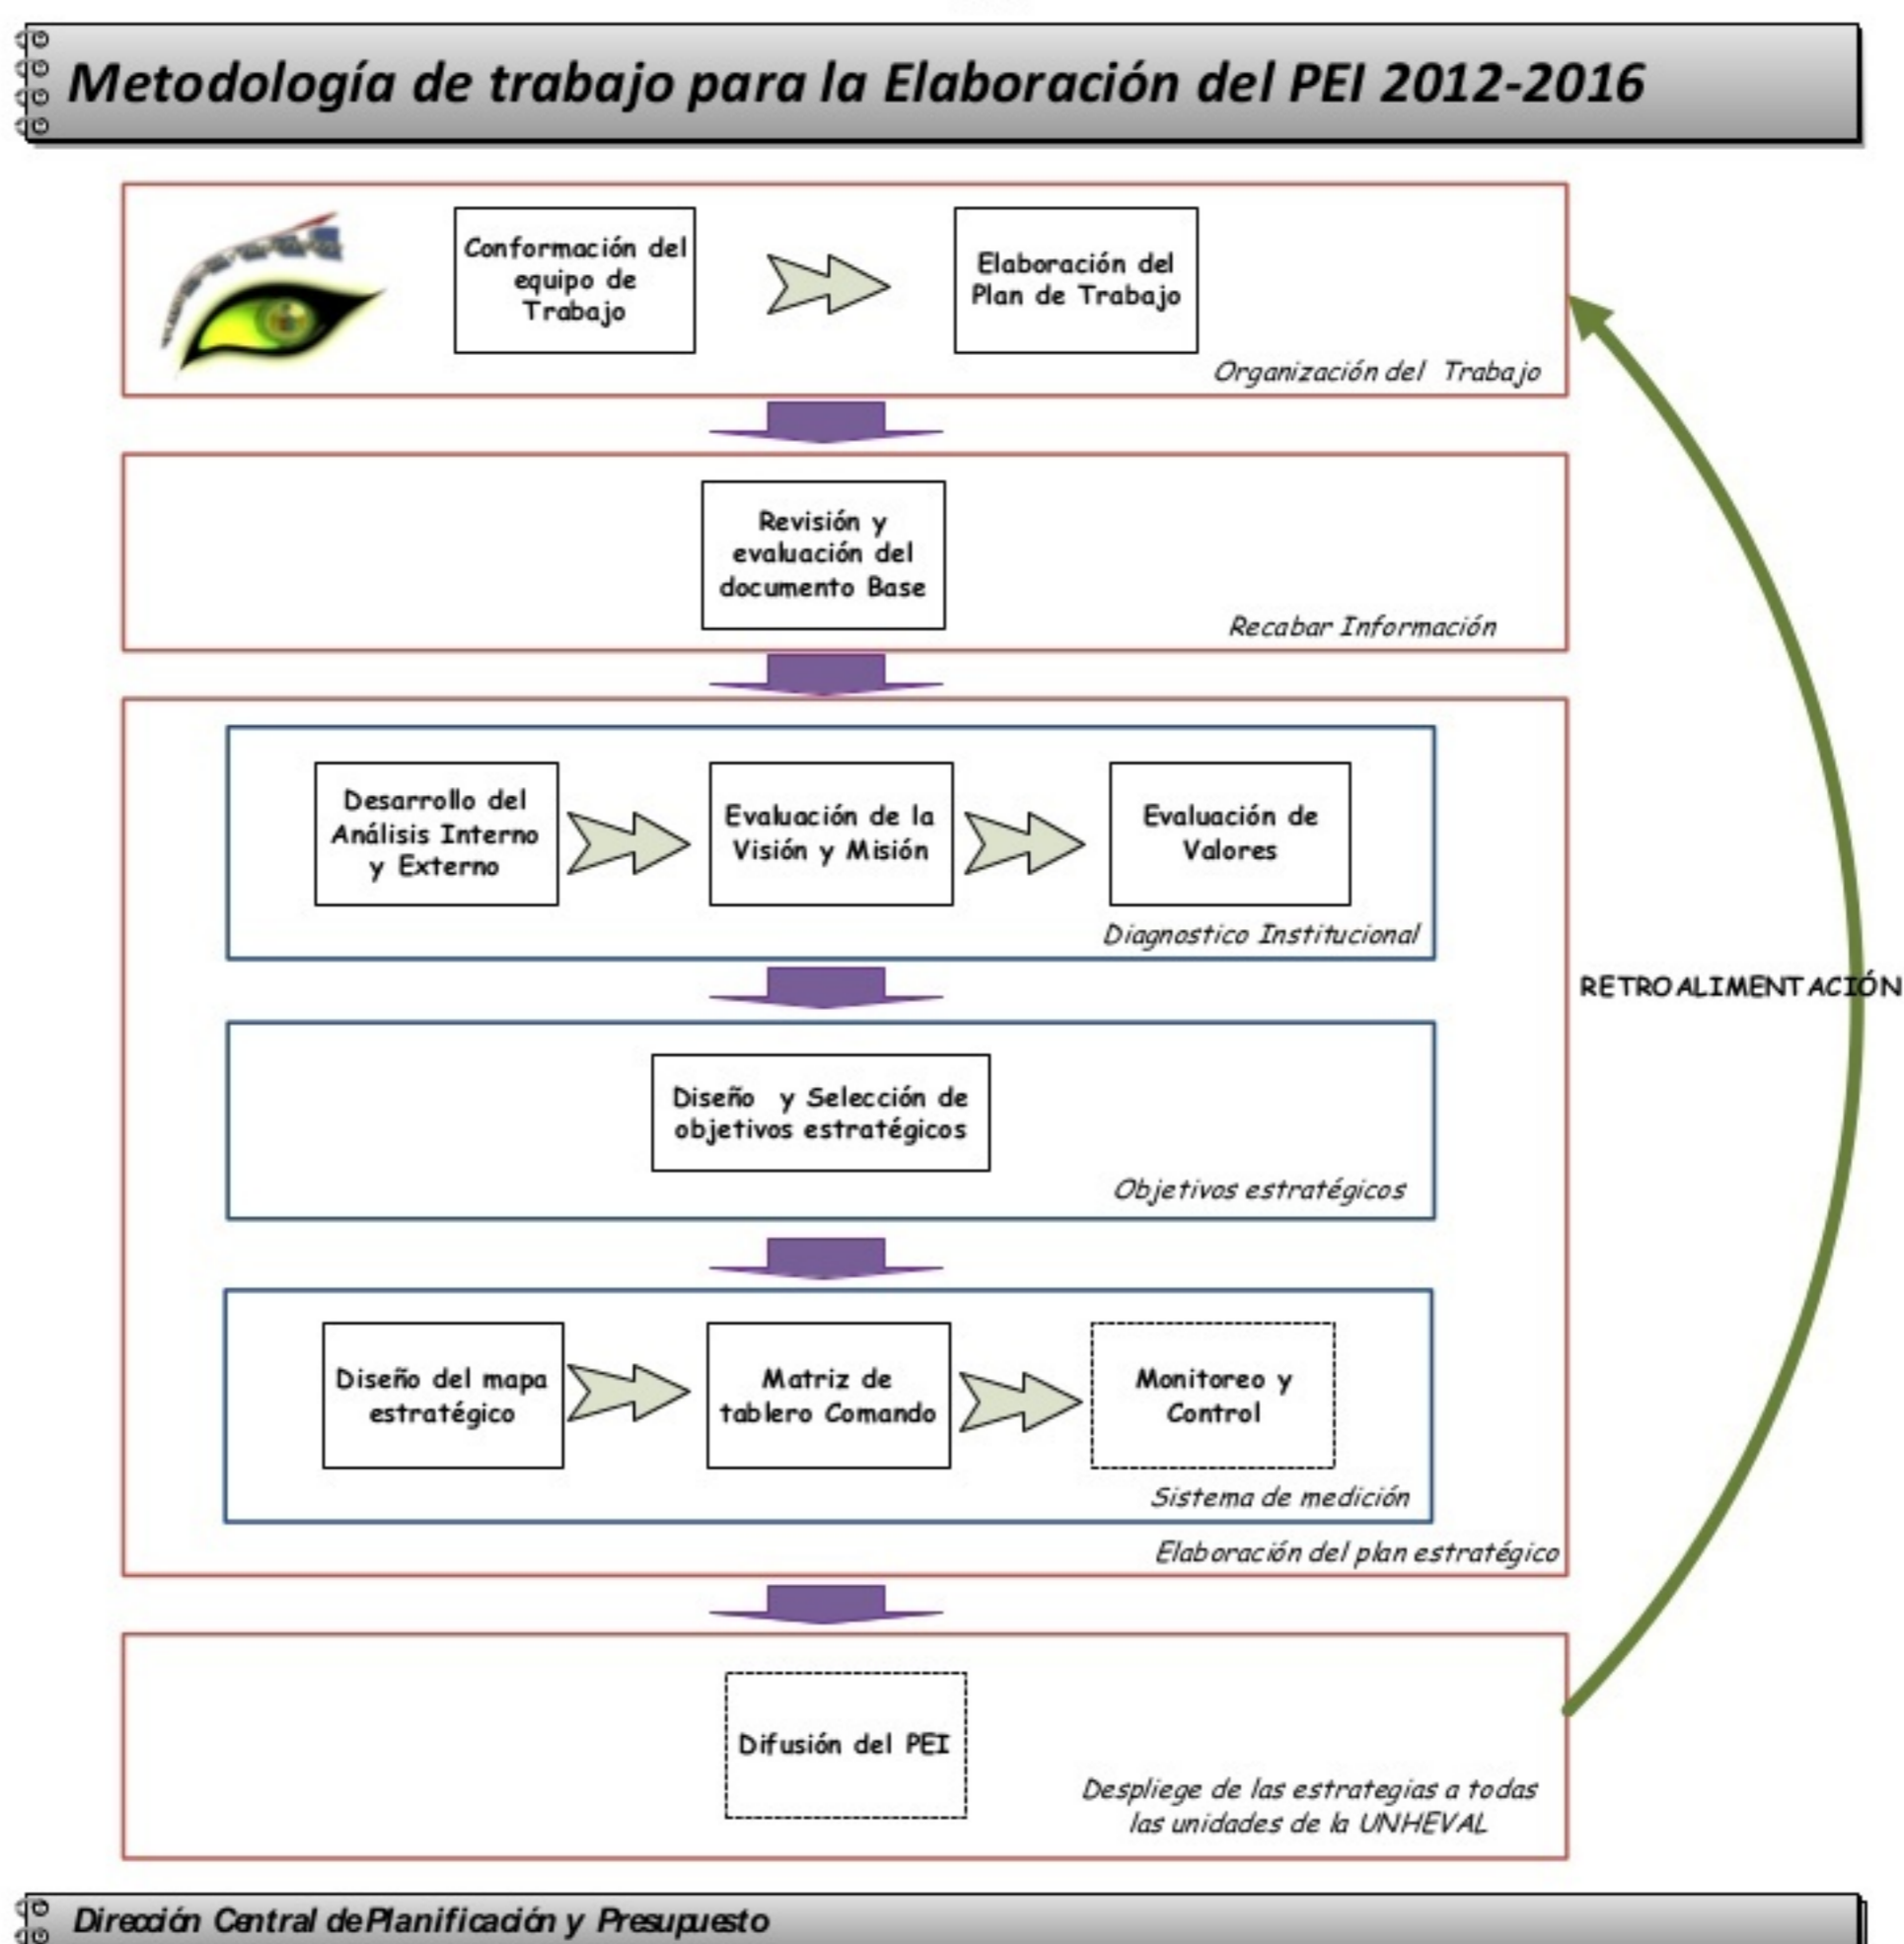 Metodología de trabajo para la Elaboración del PEI 2012-2016
Conformación del
equipo de
Trabajo
Elaboración del
Plan de Trabajo
Organización del Trabajo
Revisión y
evaluación del
documento Base
Recabar Información
Desarrollo del
Análisis Interno
y Externo
Evaluación de la
Visión y Misión
Evaluación de
Valores
Diagnostico Institucional
RETROALIMENTACIÓN
Diseño y Selección de
objetivos estratégicos
Objetivos estratégicos
Diseño del mapa
estratégico
Matriz de
tablero Comando
Monitoreo y
Control
Sistema de medición
Elaboración del plan estratégico
Difusión del PEI
Despliege de las estrategias a todas
las unidades de la UNHEVAL
Dirección Central de Planificación y Presupuesto